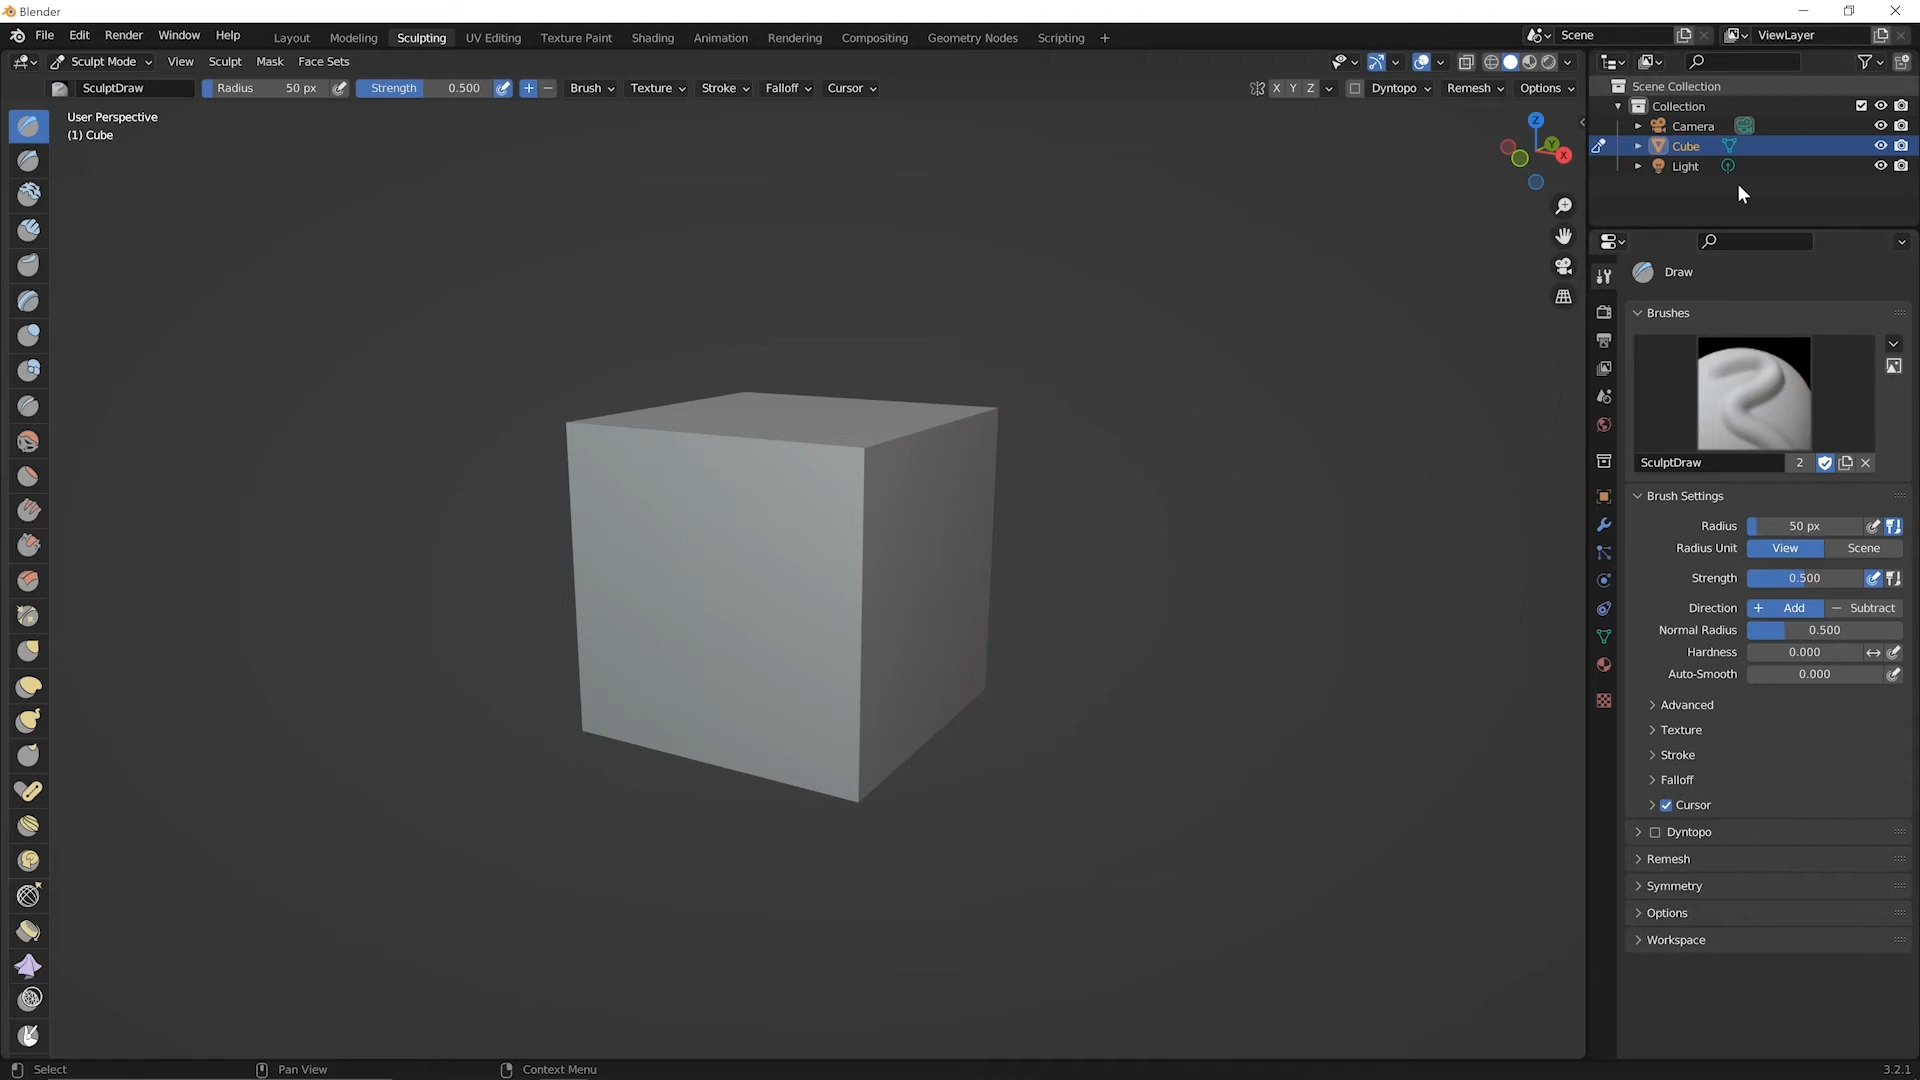 Blender
File Edit Render Window Help Layout Modeling Sculpting UV Editing Texture Paint Shading Animation Rendering Compositing Geometry Nodes Scripting + Scene ViewLayer
Sculpt Mode View Sculpt Mask Face Sets
SculptDraw Radius 50 px Strength 0.500 + − Brush Texture Stroke Falloff Cursor X Y Z Dyntopo Remesh Options
User Perspective
(1) Cube
Z
Y
X
Scene Collection
Collection
Camera
Cube
Light
Draw
Brushes
SculptDraw 2
Brush Settings
Radius 50 px
Radius Unit View Scene
Strength 0.500
Direction + Add − Subtract
Normal Radius 0.500
Hardness 0.000
Auto-Smooth 0.000
Advanced
Texture
Stroke
Falloff
Cursor
Dyntopo
Remesh
Symmetry
Options
Workspace
Select Pan View Context Menu 3.2.1